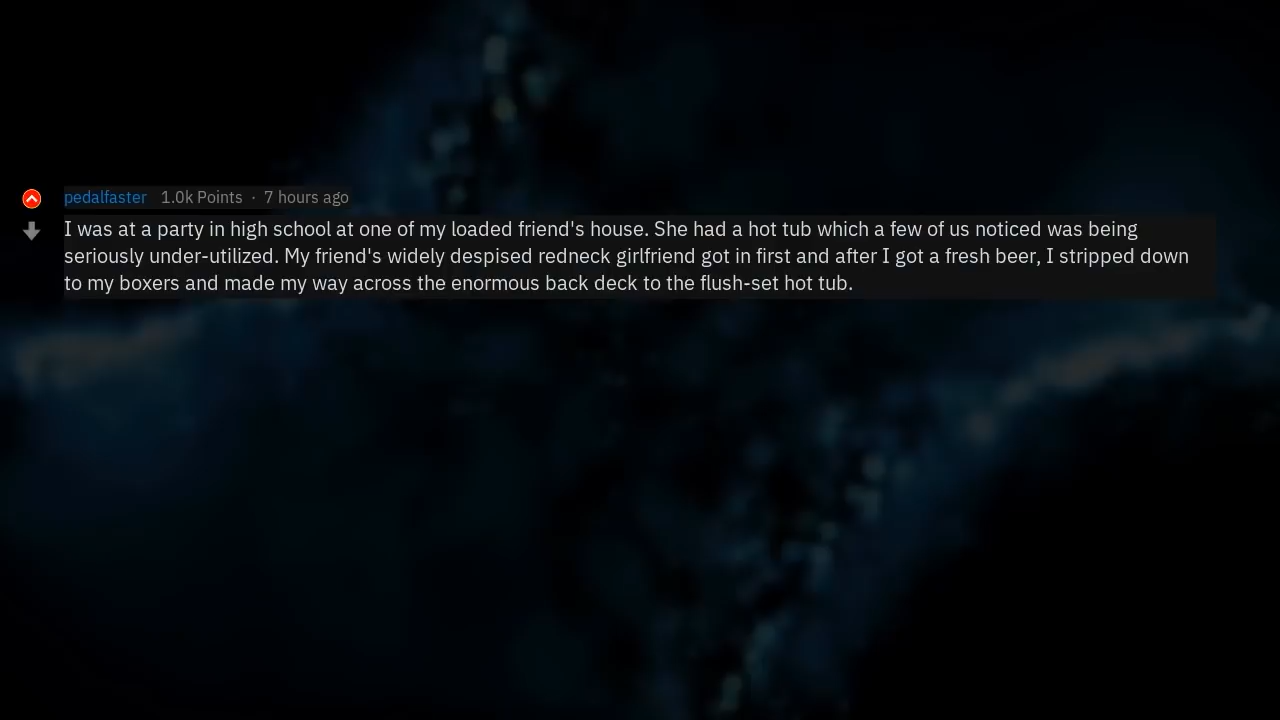 pedalfaster 1.0k Points · 7 hours ago
I was at a party in high school at one of my loaded friend's house. She had a hot tub which a few of us noticed was being
seriously under-utilized. My friend's widely despised redneck girlfriend got in first and after I got a fresh beer, I stripped down
to my boxers and made my way across the enormous back deck to the flush-set hot tub.